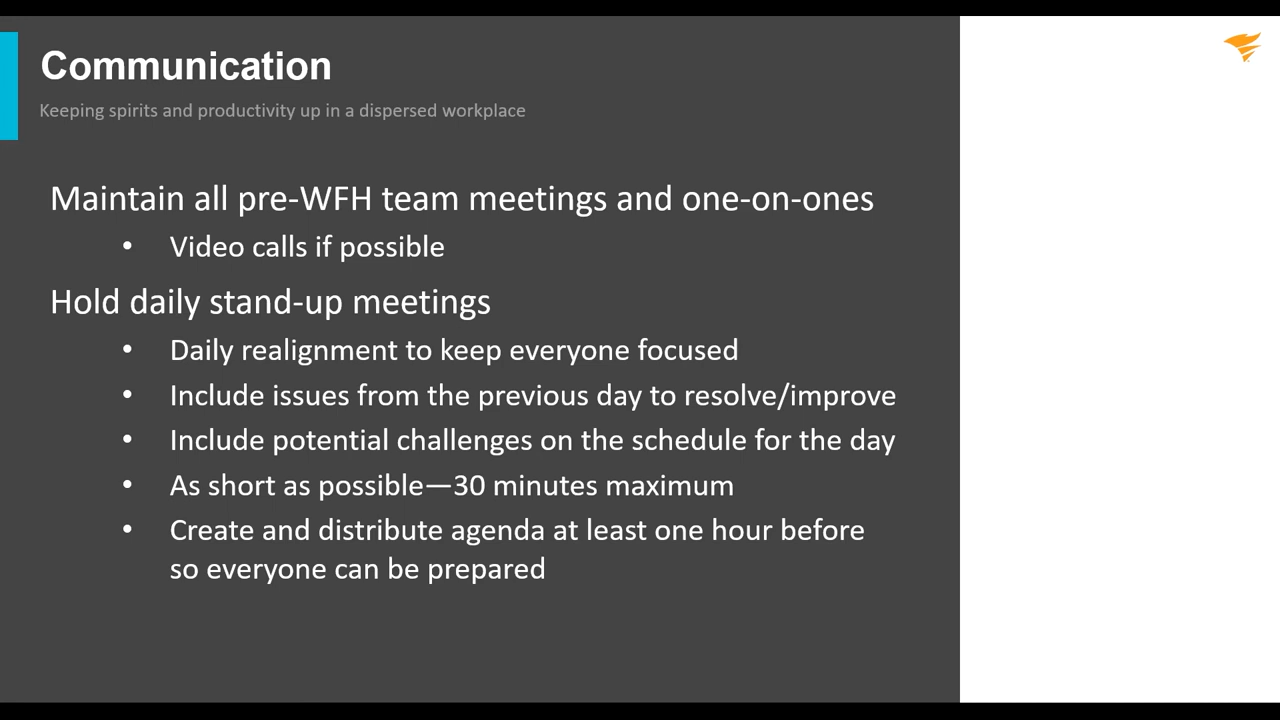 Communication
Keeping spirits and productivity up in a dispersed workplace
Maintain all pre-WFH team meetings and one-on-ones
• Video calls if possible
Hold daily stand-up meetings
• Daily realignment to keep everyone focused
• Include issues from the previous day to resolve/improve
• Include potential challenges on the schedule for the day
• As short as possible—30 minutes maximum
• Create and distribute agenda at least one hour before
so everyone can be prepared